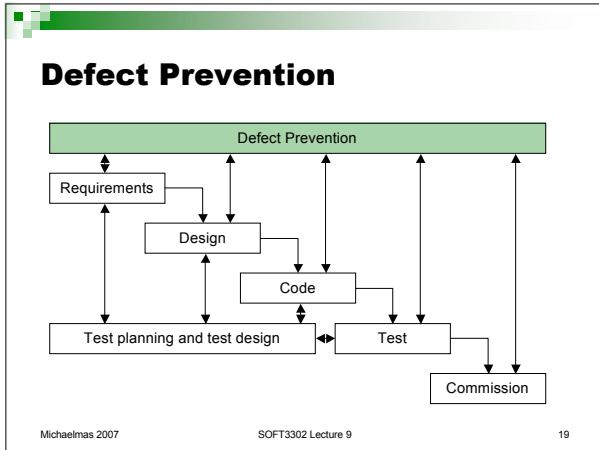 Defect Prevention
Defect Prevention
Requirements
Design
Code
Test planning and test design
Test
Commission
Michaelmas 2007
SOFT3302 Lecture 9
19